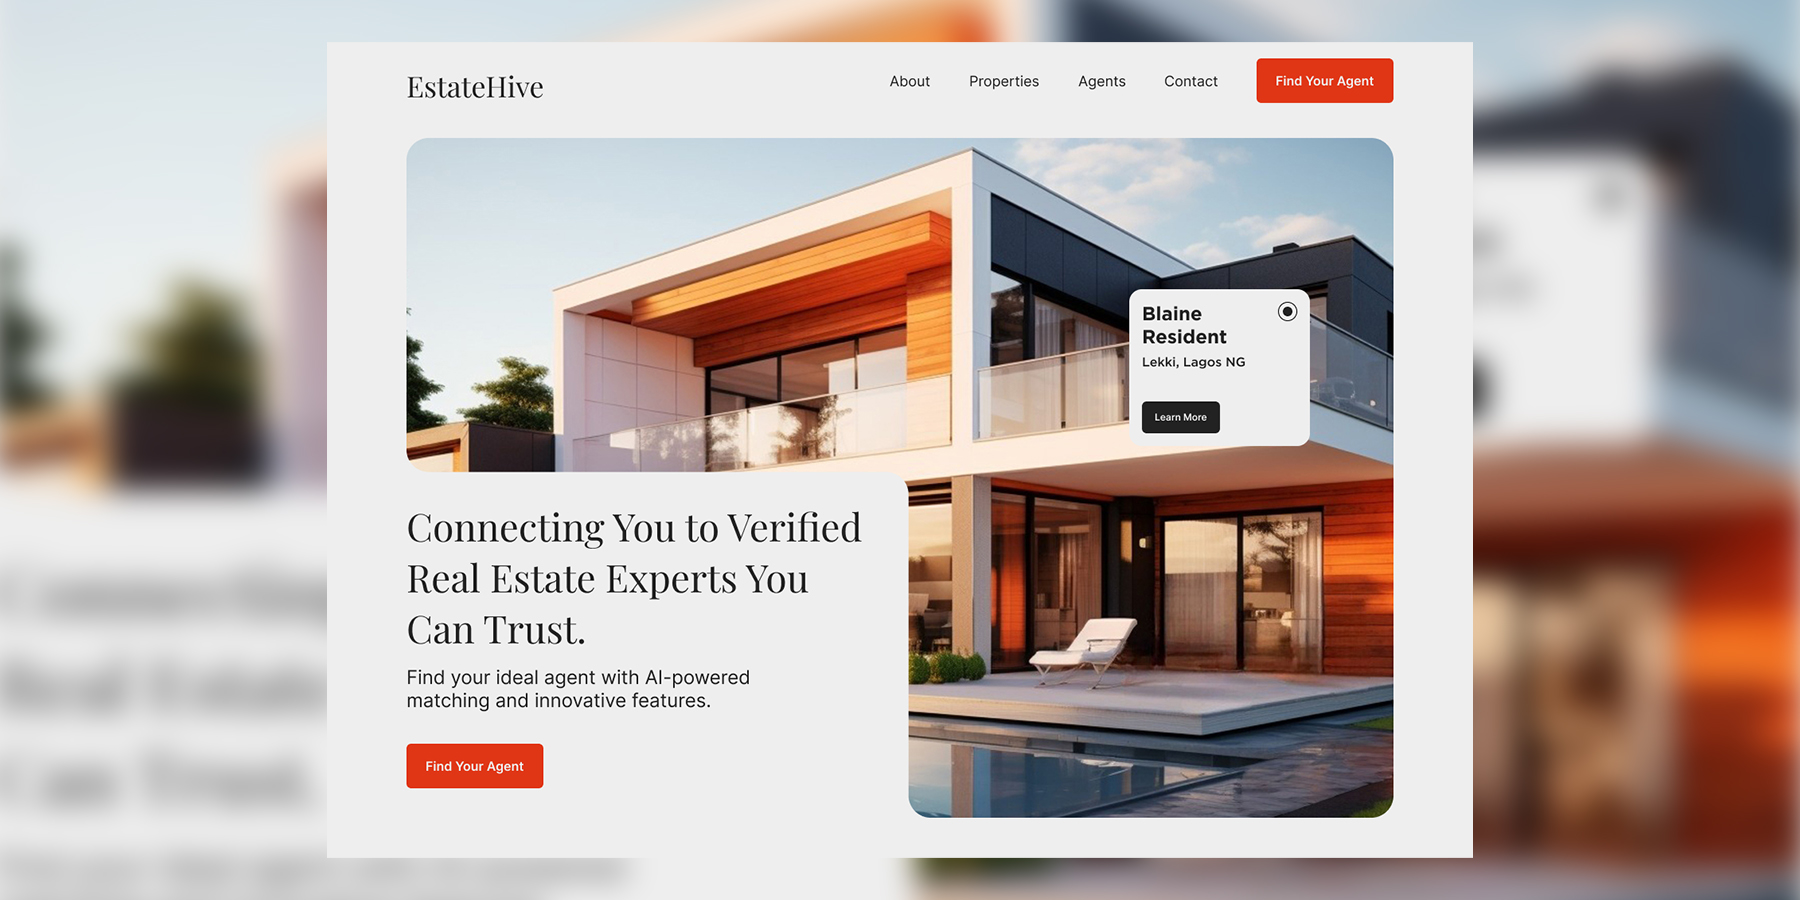 EstateHive
About
Properties
Agents
Contact
Find Your Agent
Blaine
Resident
Lekki, Lagos NG
Learn More
Connecting You to Verified
Real Estate Experts You
Can Trust.
Find your ideal agent with AI-powered
matching and innovative features.
Find Your Agent